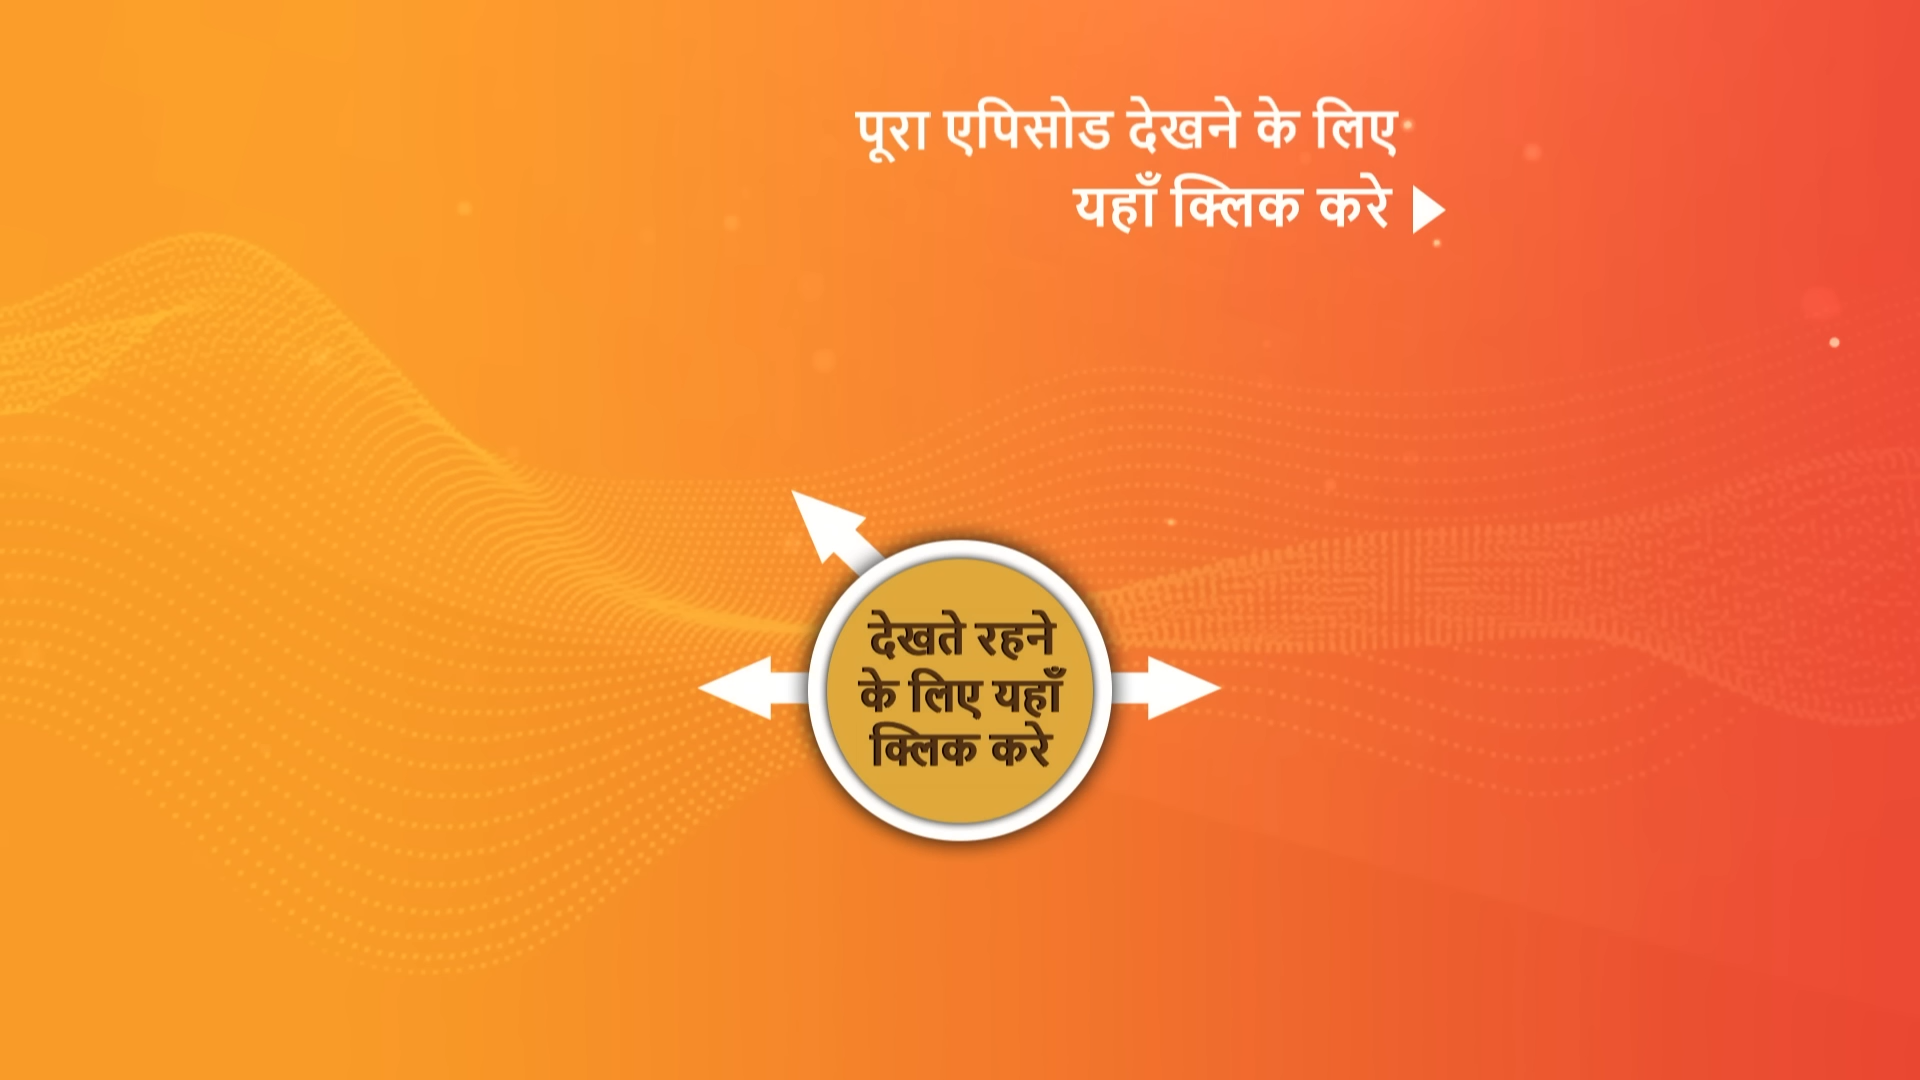 पूरा एपिसोड देखने के लिए
यहाँ क्लिक करे
देखते रहने
के लिए यहाँ
क्लिक करे